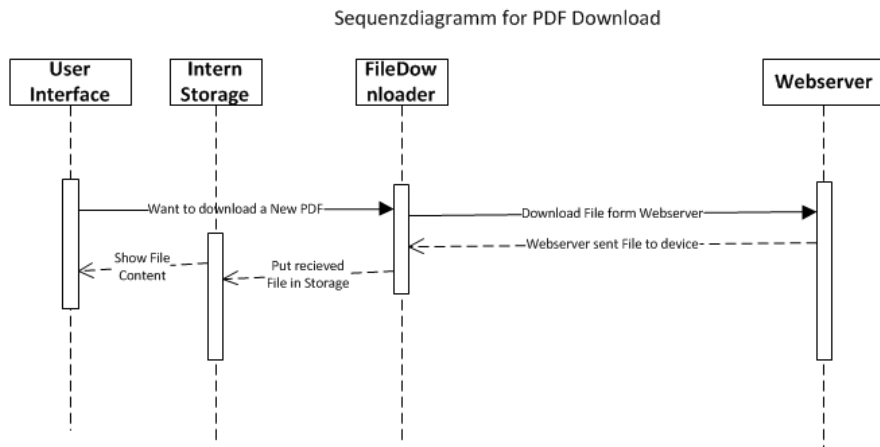 Sequenzdiagramm for PDF Download
User
Interface
Intern
Storage
FileDow
nloader
Webserver
Want to download a New PDF
Download File form Webserver
Webserver sent File to device
Show File
Content
Put recieved
File in Storage